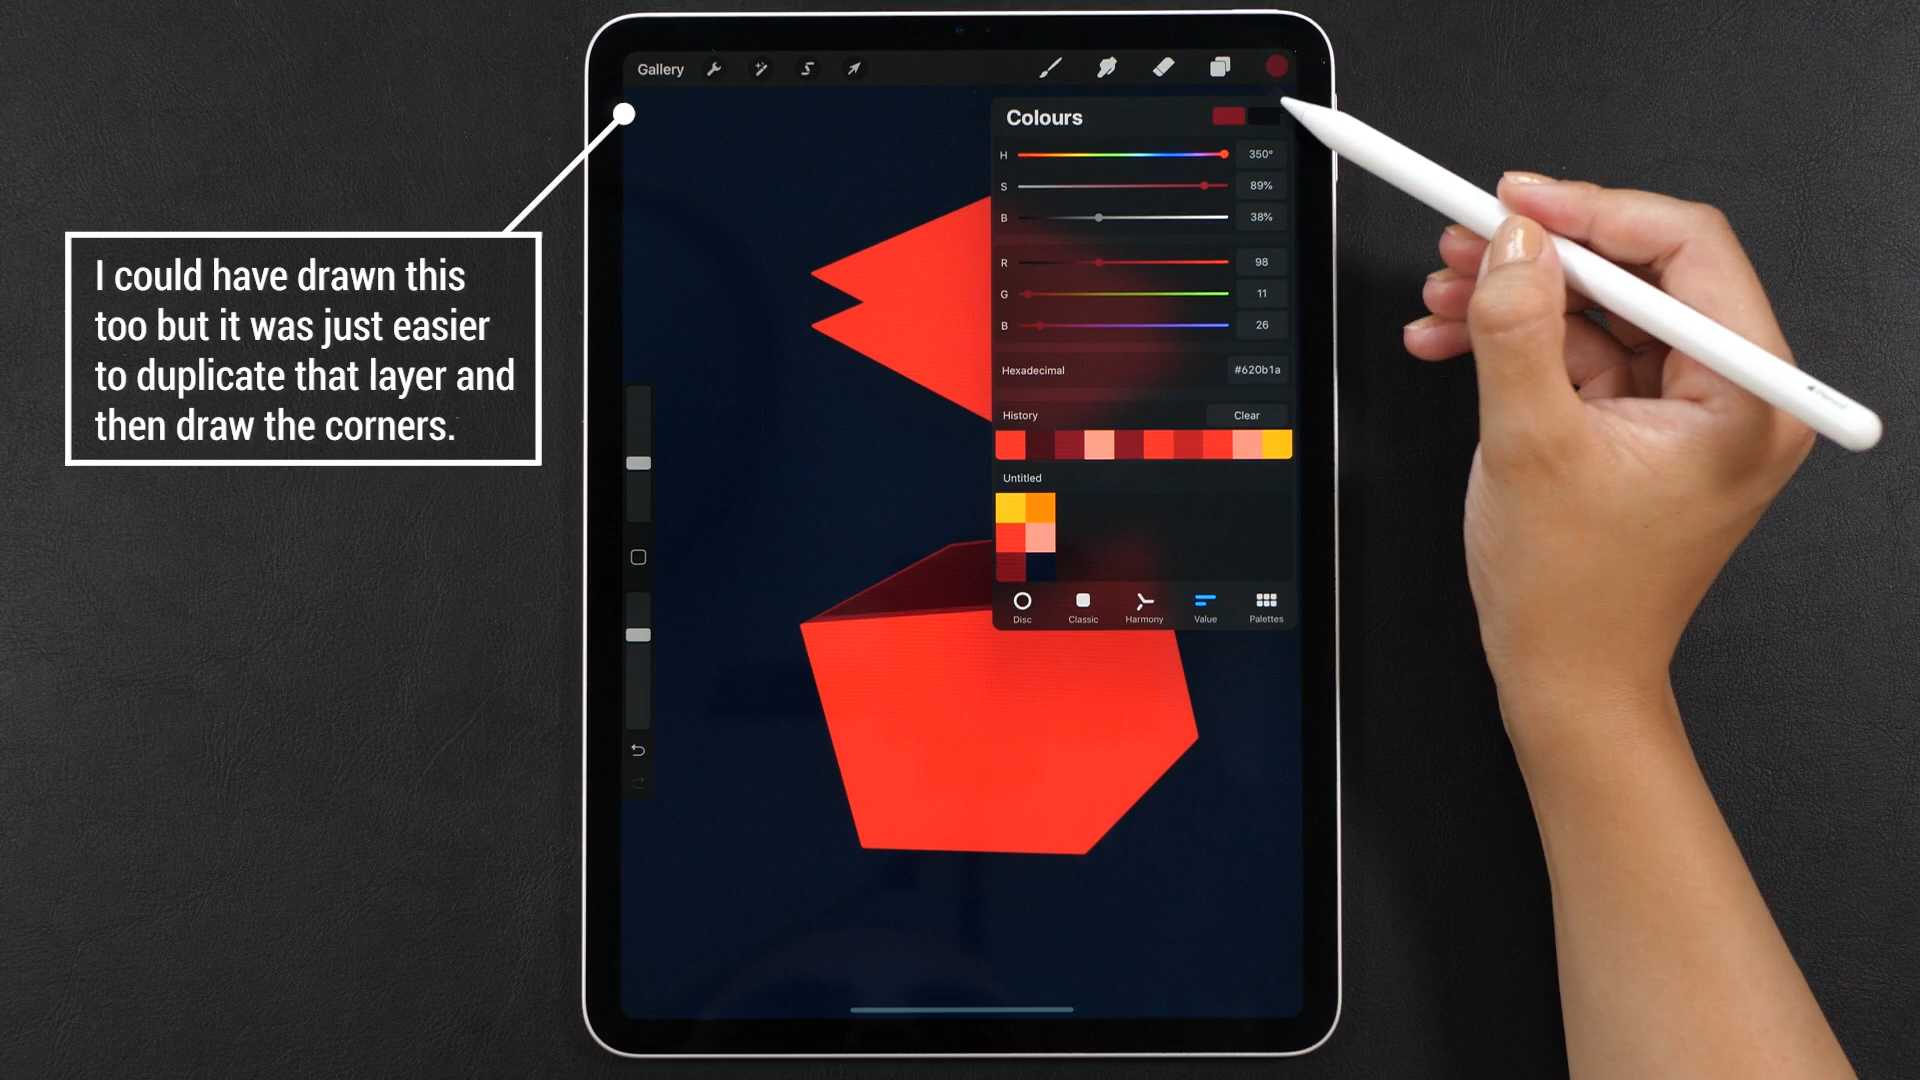 Gallery
Colours
H 350°
S 89%
B 38%
R 98
G 11
B 26
Hexadecimal #620b1a
History Clear
Untitled
Disc Classic Harmony Value Palettes
I could have drawn this
too but it was just easier
to duplicate that layer and
then draw the corners.